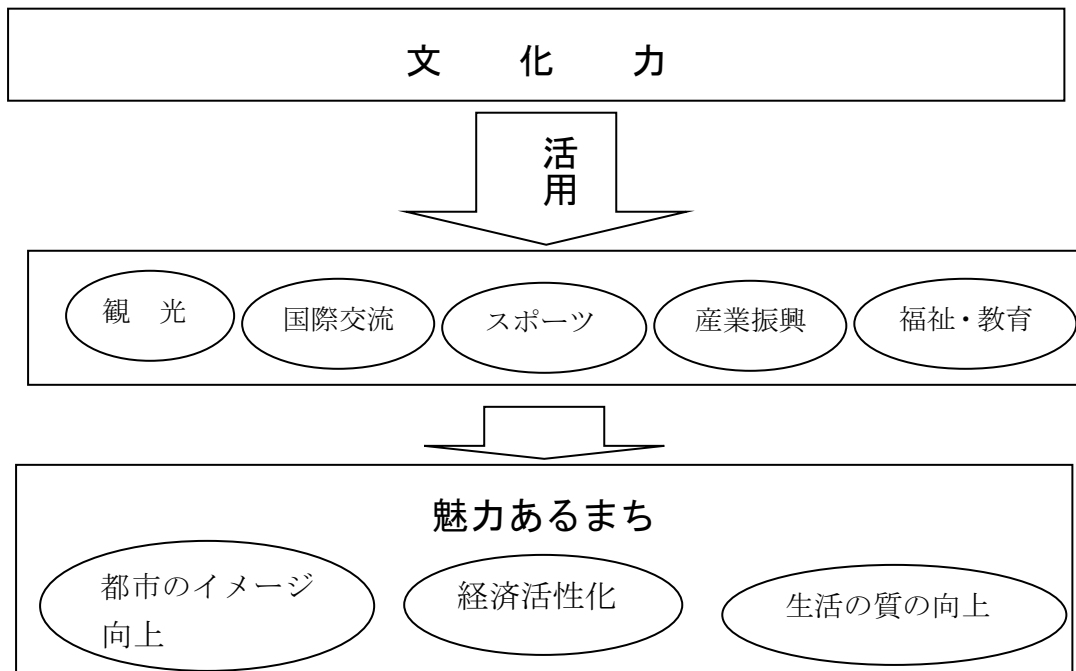 文　化　力
活用
観　光
国際交流
スポーツ
産業振興
福祉・教育
魅力あるまち
都市のイメージ
向上
経済活性化
生活の質の向上